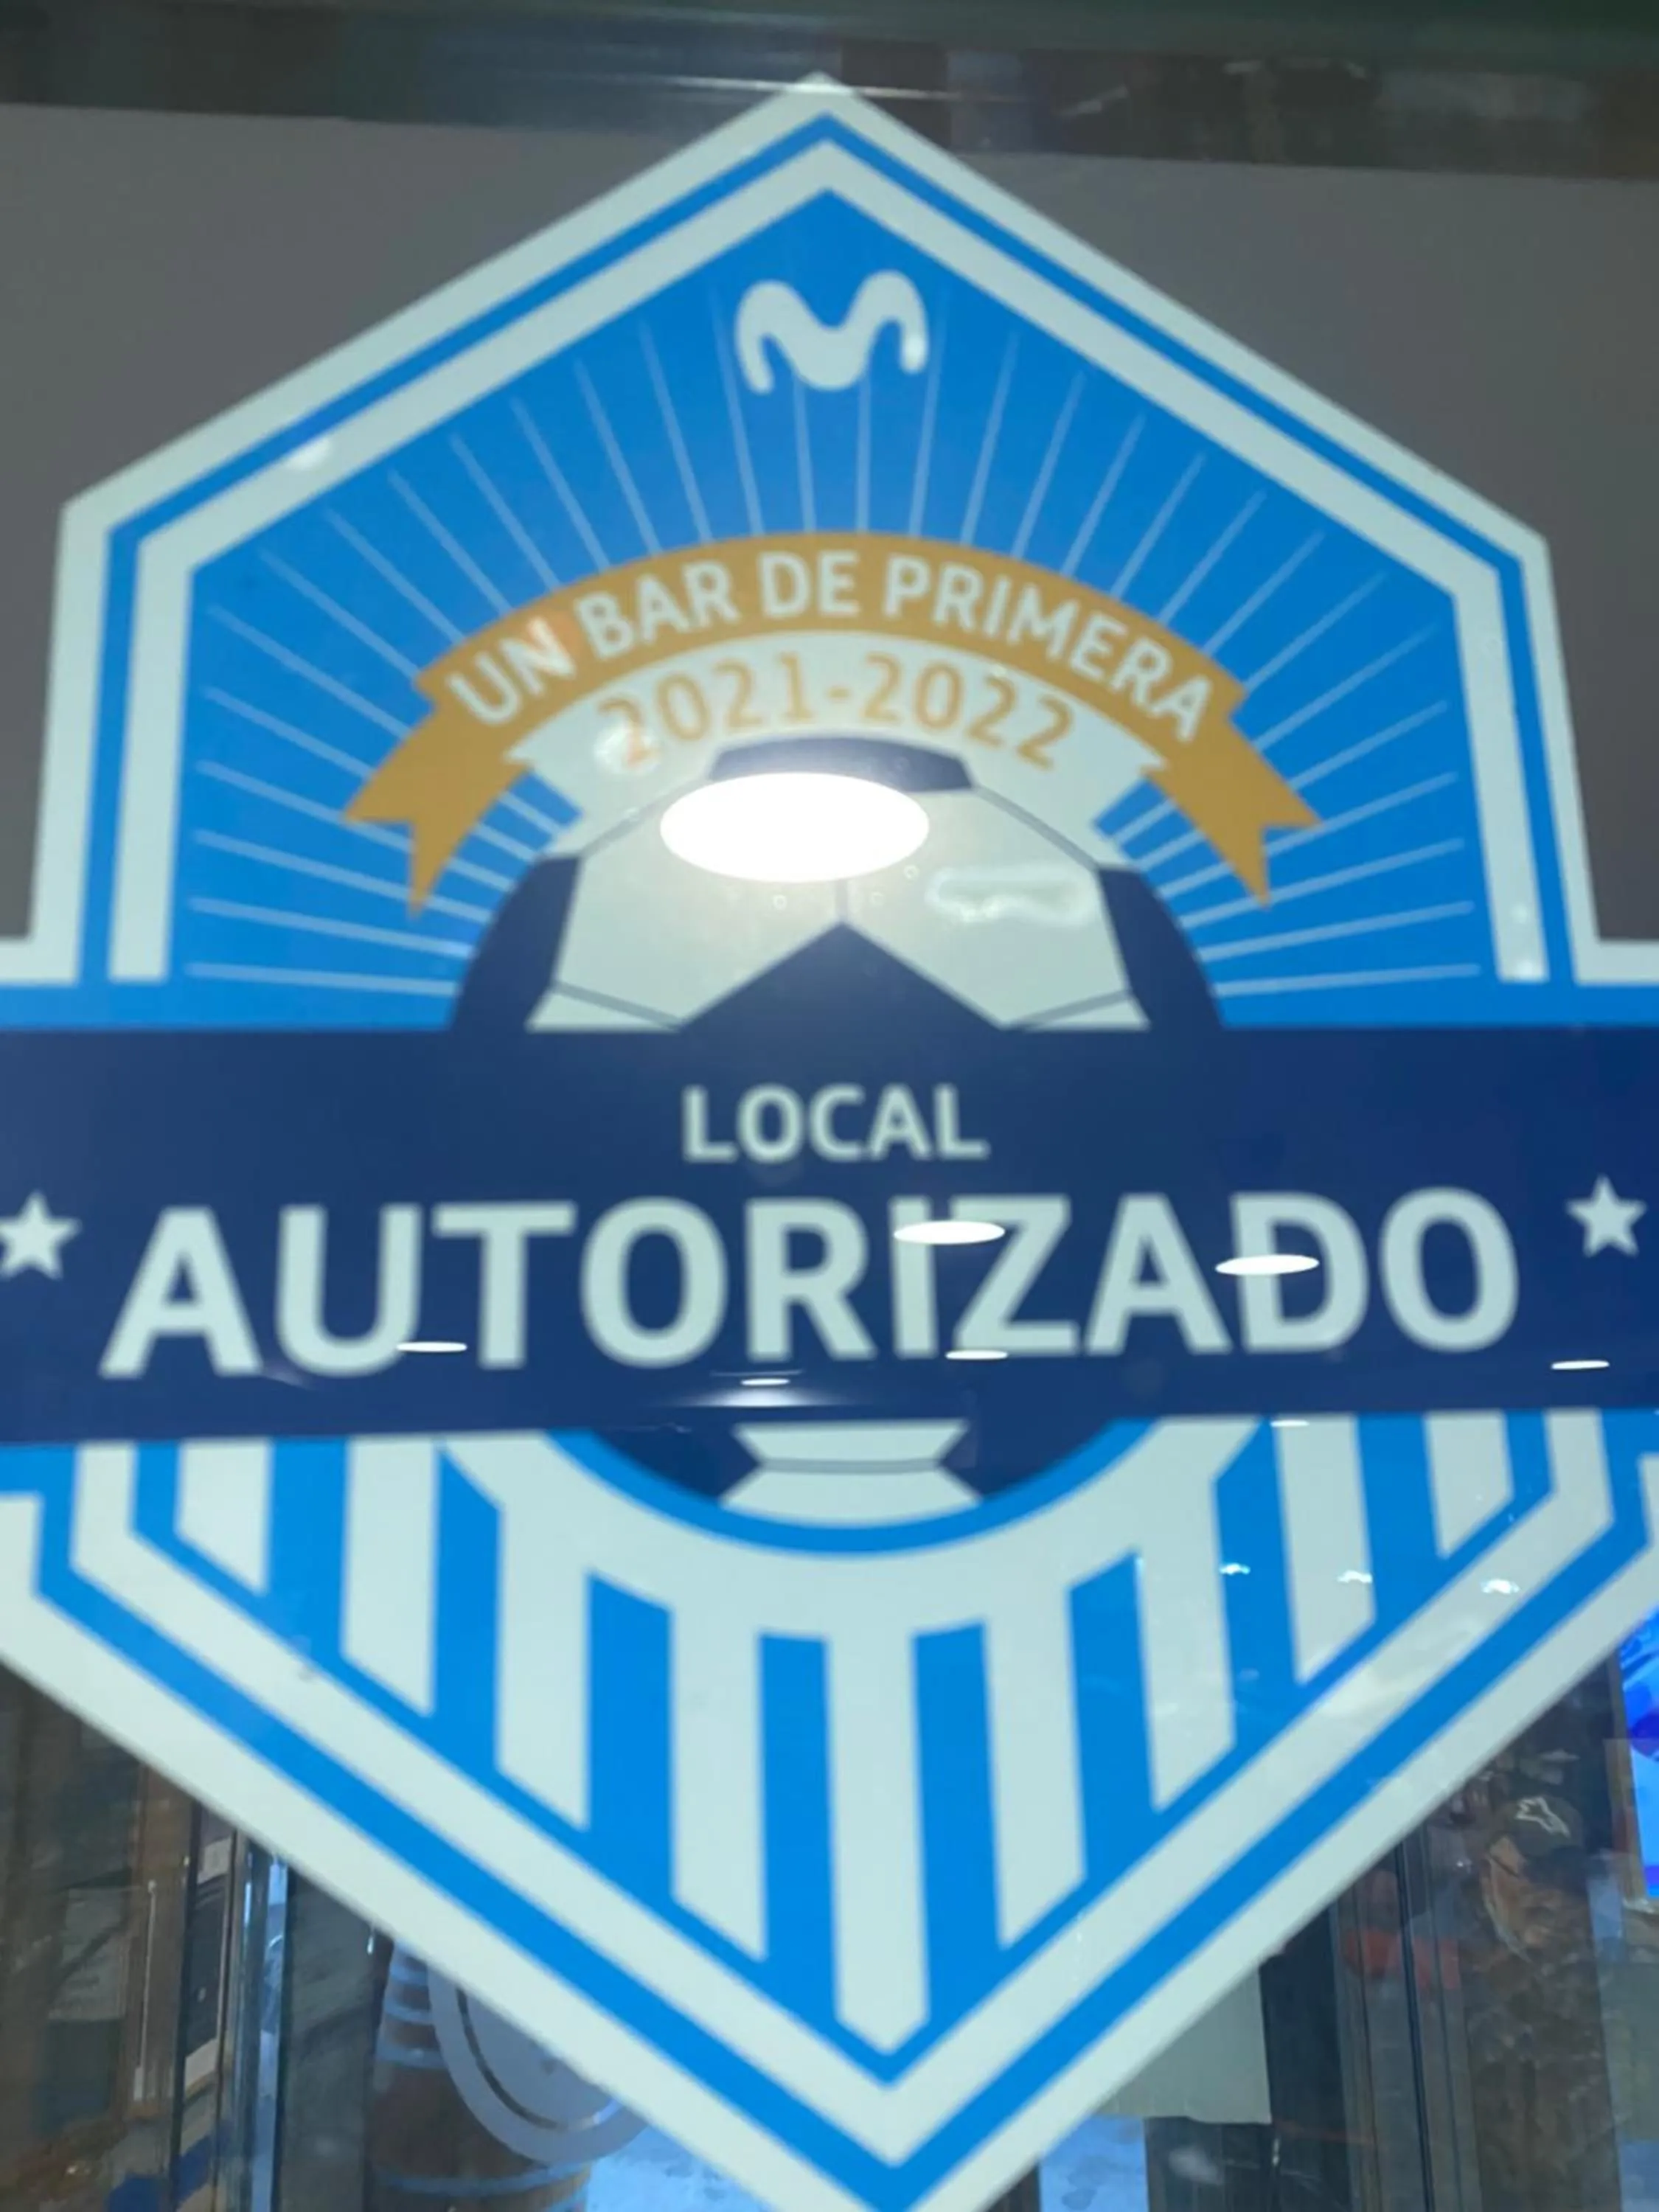 UN BAR DE PRIMERA
2021-2022
LOCAL
AUTORIZADO